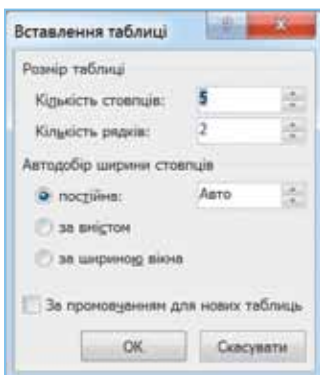 Вставлення таблиці
Розмір таблиці
Кількість стовпців: 5
Кількість рядків: 2
Автодобір ширини стовпців
постійна: Авто
за вмістом
за шириною вікна
За промовчанням для нових таблиць
ОК Скасувати